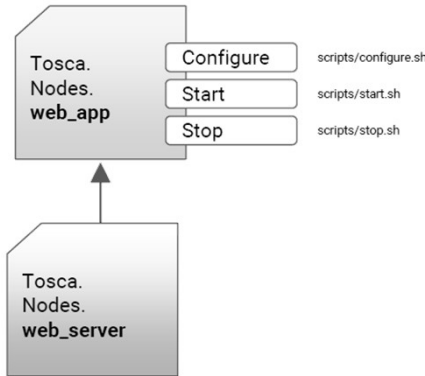 Tosca.
Nodes.
web_app
Configure
scripts/configure.sh
Start
scripts/start.sh
Stop
scripts/stop.sh
Tosca.
Nodes.
web_server